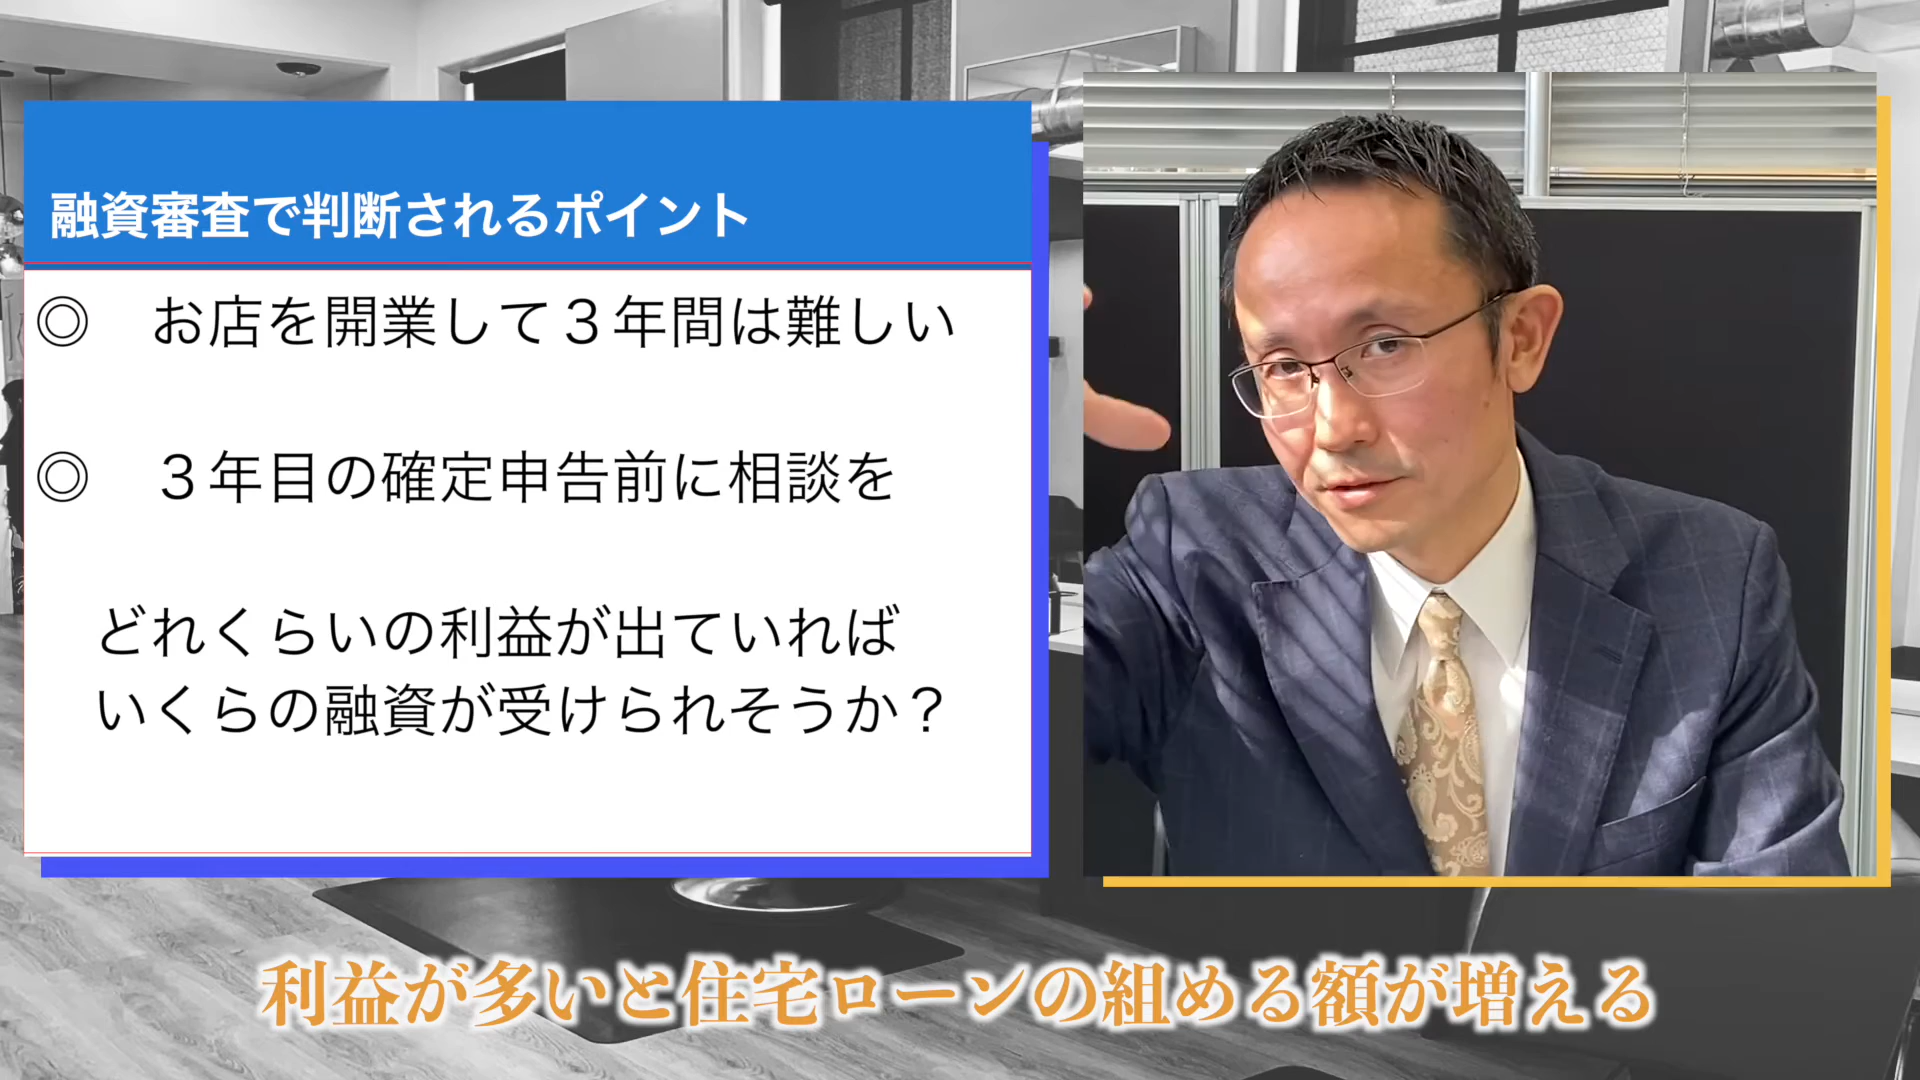 融資審査で判断されるポイント
◎　お店を開業して３年間は難しい
◎　３年目の確定申告前に相談を
どれくらいの利益が出ていれば
いくらの融資が受けられそうか？
利益が多いと住宅ローンの組める額が増える